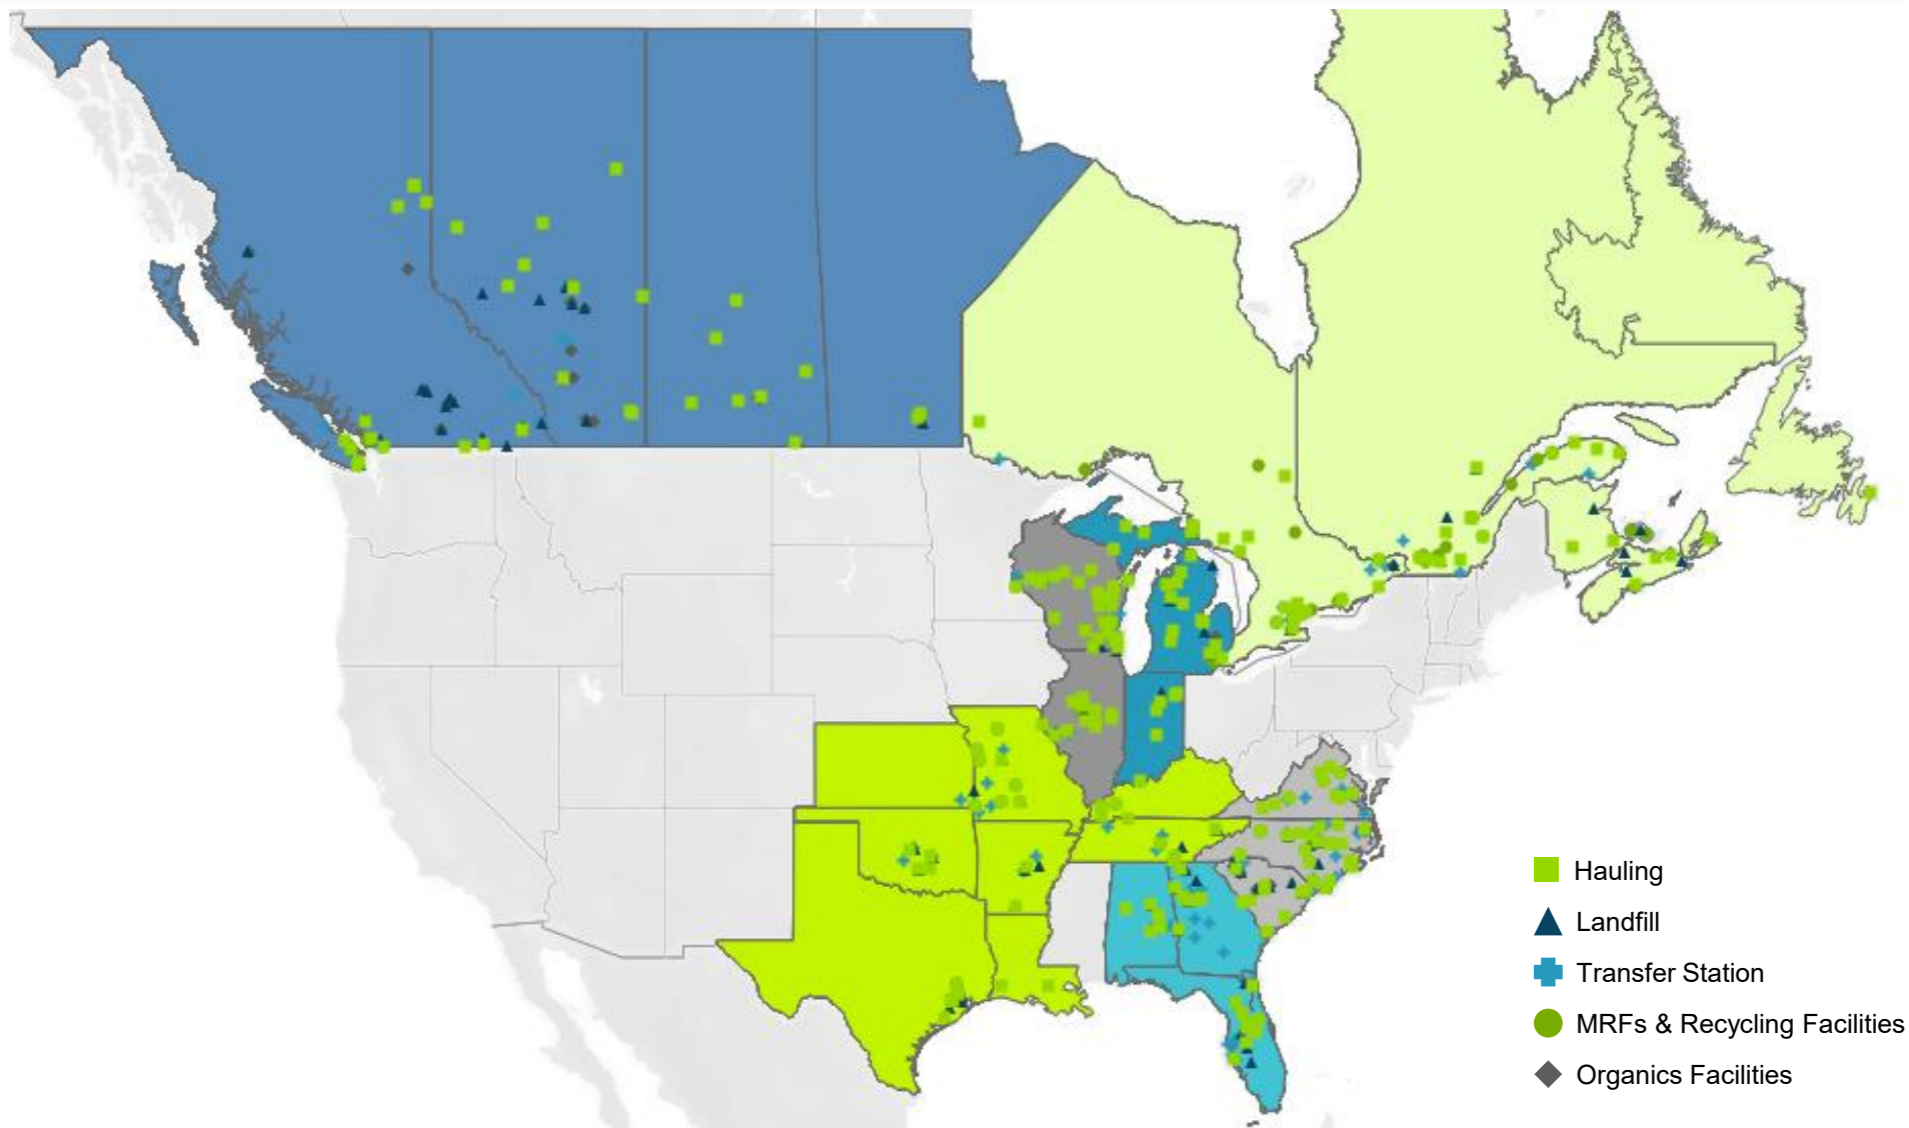 Hauling
Landfill
Transfer Station
MRFs & Recycling Facilities
Organics Facilities